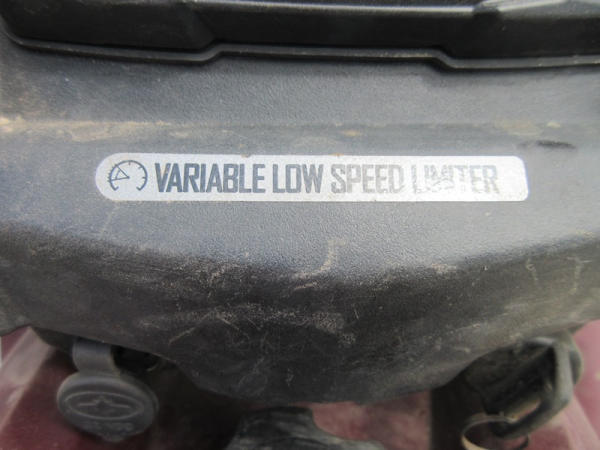 VARIABLE LOW SPEED LIMITER